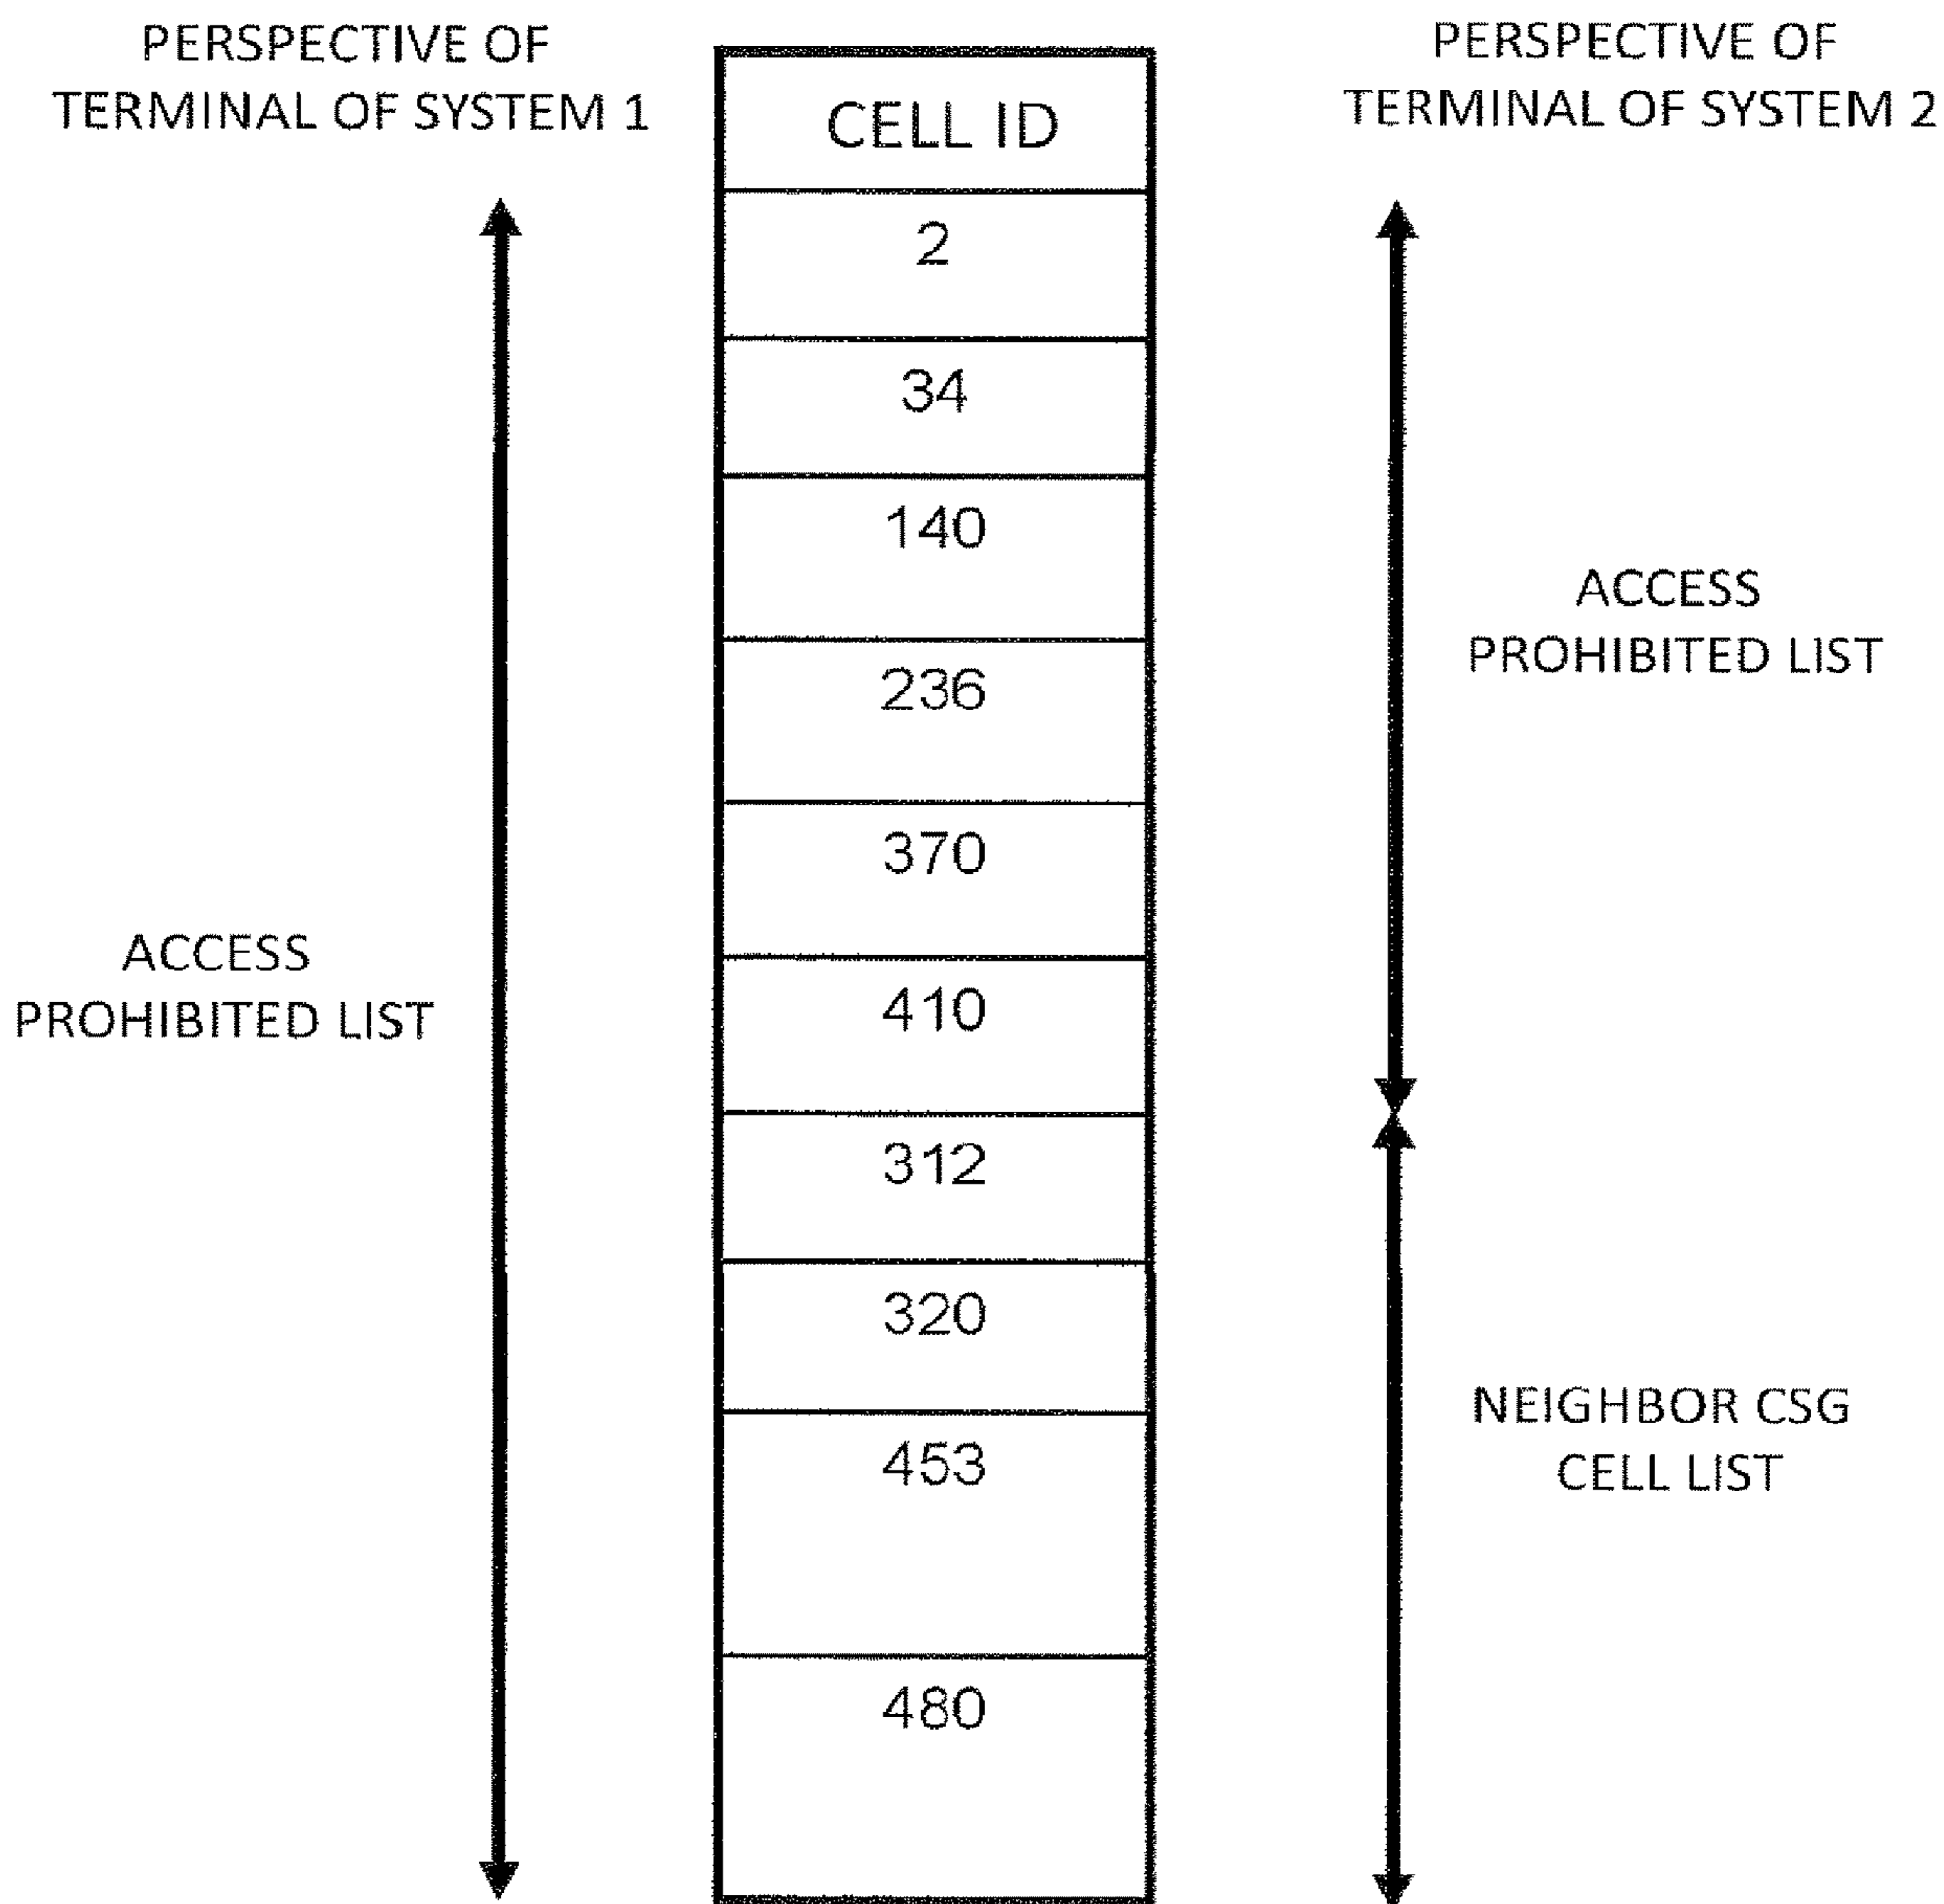 PERSPECTIVE OF
TERMINAL OF SYSTEM 1
PERSPECTIVE OF
TERMINAL OF SYSTEM 2
CELL ID
2
34
140
236
370
410
312
320
453
480
ACCESS
PROHIBITED LIST
ACCESS
PROHIBITED LIST
NEIGHBOR CSG
CELL LIST